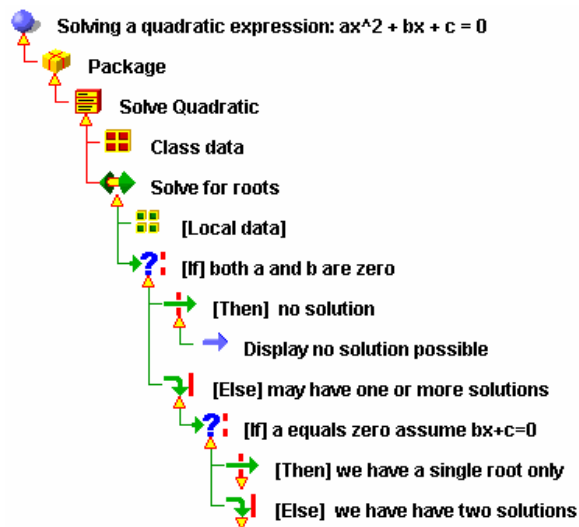 Solving a quadratic expression: ax^2 + bx + c = 0
Package
Solve Quadratic
Class data
Solve for roots
[Local data]
[If] both a and b are zero
[Then] no solution
Display no solution possible
[Else] may have one or more solutions
[If] a equals zero assume bx+c=0
[Then] we have a single root only
[Else] we have have two solutions